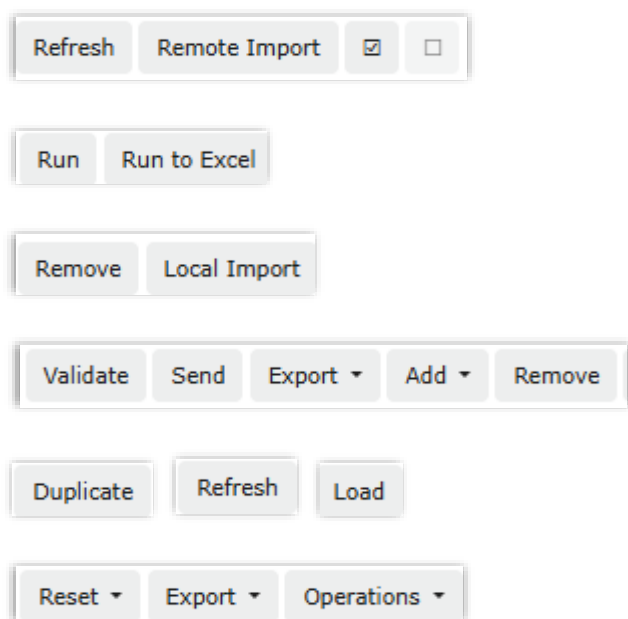 Refresh Remote Import ☑ ☐
Run Run to Excel
Remove Local Import
Validate Send Export Add Remove
Duplicate Refresh Load
Reset Export Operations